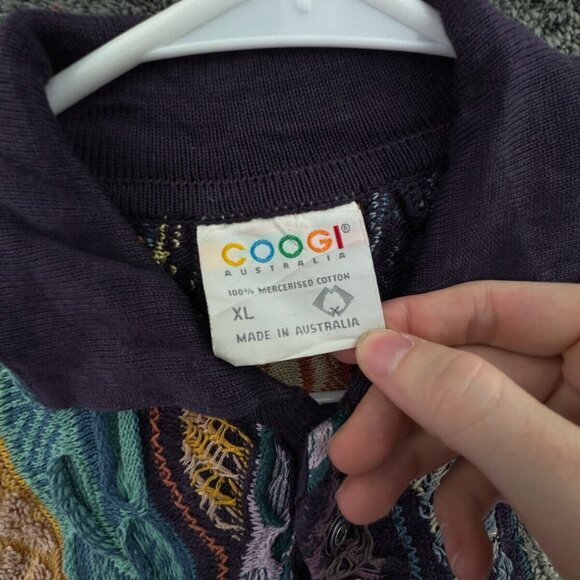 COOGI®
AUSTRALIA
100% MERCERISED COTTON
XL
MADE IN AUSTRALIA